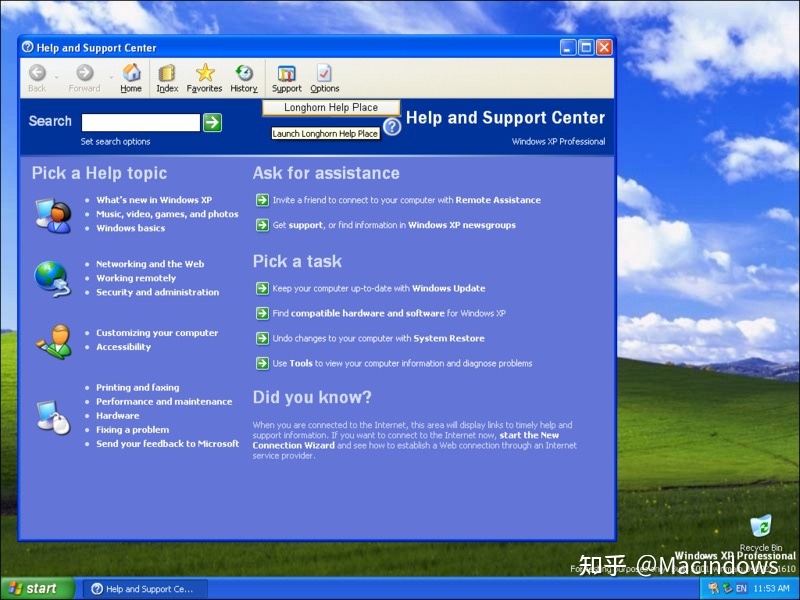 Help and Support Center
Back
Forward
Home
Index
Favorites
History
Support
Options
Longhorn Help Place
Launch Longhorn Help Place
Search
Set search options
Help and Support Center
Windows XP Professional
Pick a Help topic
What's new in Windows XP
Music, video, games, and photos
Windows basics
Networking and the Web
Working remotely
Security and administration
Customizing your computer
Accessibility
Printing and faxing
Performance and maintenance
Hardware
Fixing a problem
Send your feedback to Microsoft
Ask for assistance
Invite a friend to connect to your computer with Remote Assistance
Get support, or find information in Windows XP newsgroups
Pick a task
Keep your computer up-to-date with Windows Update
Find compatible hardware and software for Windows XP
Undo changes to your computer with System Restore
Use Tools to view your computer information and diagnose problems
Did you know?
When you are connected to the Internet, this area will display links to timely help and
support information. If you want to connect to the Internet now, start the New
Connection Wizard and see how to establish a Web connection through an Internet
service provider.
Recycle Bin
Windows XP Professional
知乎 @Macindows
start
Help and Support Ce...
EN
11:53 AM